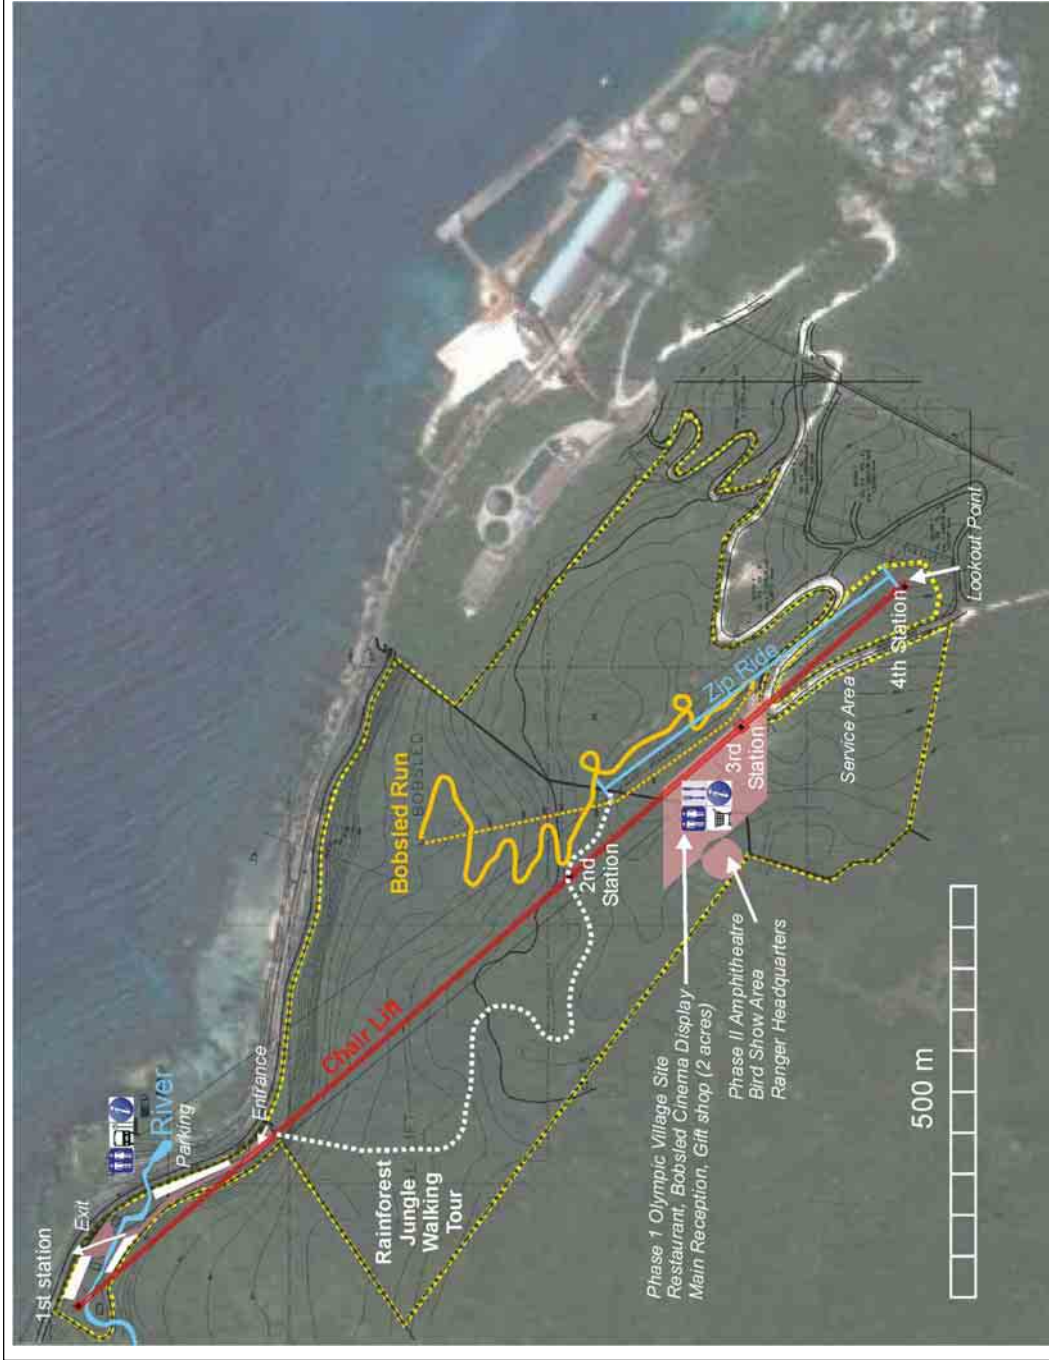 1st station
Exit
River
Parking
Entrance
Chair Lift
Rainforest
Jungle
Walking
Tour
Bobsled Run
BOBSLED
2nd
Station
Zip Ride
3rd
Station
Service Area
4th Station
Lookout Point
Phase 1 Olympic Village Site
Restaurant, Bobsled Cinema Display
Main Reception, Gift shop (2 acres)
Phase II Amphitheatre
Bird Show Area
Ranger Headquarters
500 m